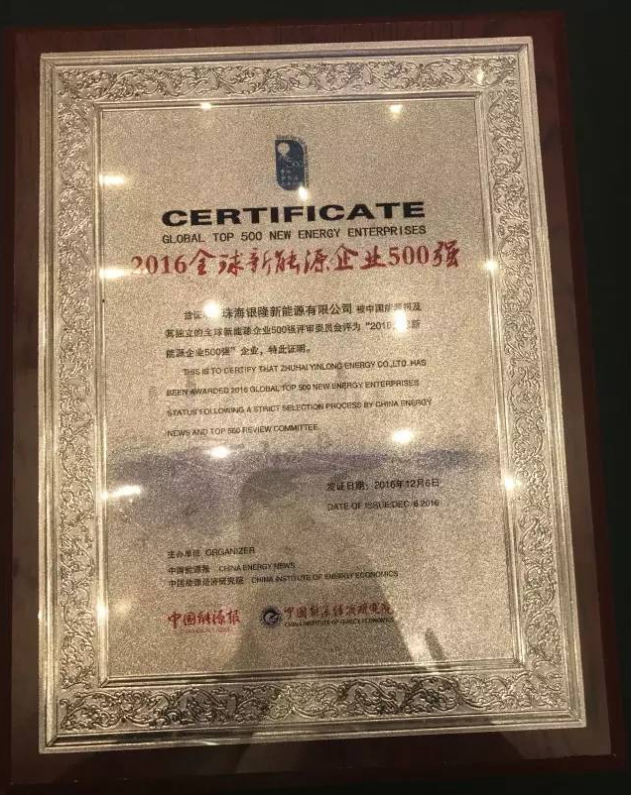 CERTIFICATE
GLOBAL TOP 500 NEW ENERGY ENTERPRISES
2016全球新能源企业500强
珠海银隆新能源有限公司 被中国能源报及
其独立的全球新能源企业500强评审委员会评为“2016 新
能源企业500强”企业，特此证明。
THIS IS TO CERTIFY THAT ZHUHAI YINLONG ENERGY CO.,LTD. HAS
BEEN AWARDED 2016 GLOBAL TOP 500 NEW ENERGY ENTERPRISES
STATUS FOLLOWING A STRICT SELECTION PROCESS BY CHINA ENERGY
NEWS AND TOP 500 REVIEW COMMITTEE.
发证日期：2016年12月6日
DATE OF ISSUE:DEC. 6.2016
主办单位 ORGANIZER
中国能源报 CHINA ENERGY NEWS
中国能源经济研究院 CHINA INSTITUTE OF ENERGY ECONOMICS
中国能源报
中国能源经济研究院
CHINA INSTITUTE OF ENERGY ECONOMICS